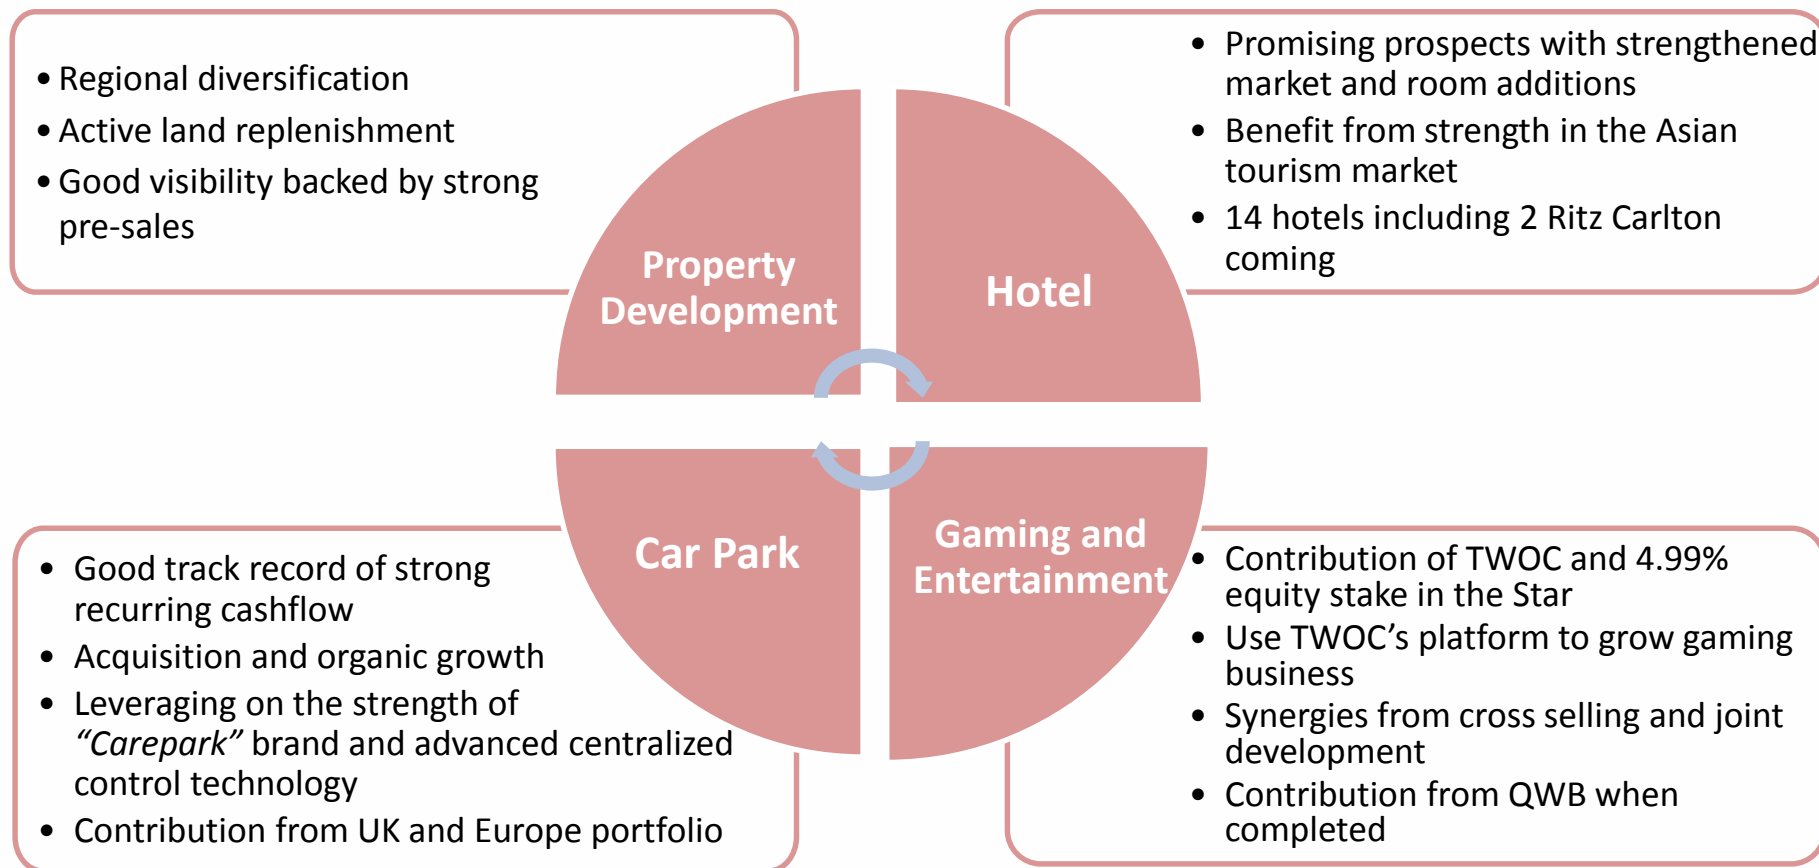 • Regional diversification
• Active land replenishment
• Good visibility backed by strong
pre-sales
• Promising prospects with strengthened
market and room additions
• Benefit from strength in the Asian
tourism market
• 14 hotels including 2 Ritz Carlton
coming
Property
Development
Hotel
Car Park
Gaming and
Entertainment
• Good track record of strong
recurring cashflow
• Acquisition and organic growth
• Leveraging on the strength of
“Carepark” brand and advanced centralized
control technology
• Contribution from UK and Europe portfolio
• Contribution of TWOC and 4.99%
equity stake in the Star
• Use TWOC’s platform to grow gaming
business
• Synergies from cross selling and joint
development
• Contribution from QWB when
completed